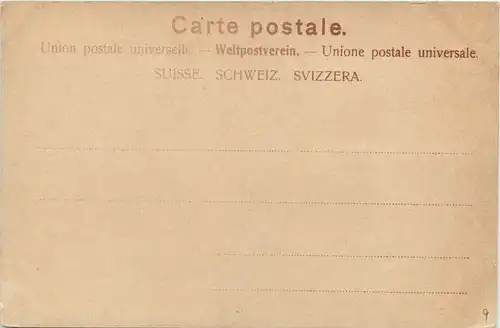 Carte postale.
Union postale universelle. — Weltpostverein. — Unione postale universale.
SUISSE. SCHWEIZ. SVIZZERA.
9